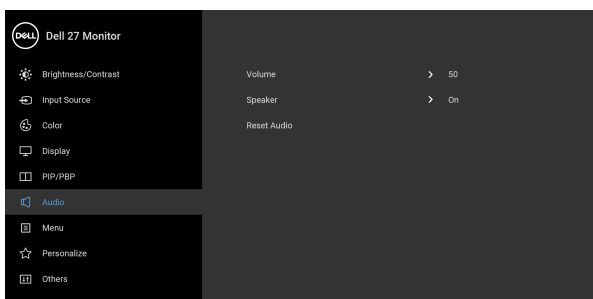 DELL Dell 27 Monitor
Brightness/Contrast Volume 50
Input Source Speaker On
Color Reset Audio
Display
PIP/PBP
Audio
Menu
Personalize
Others